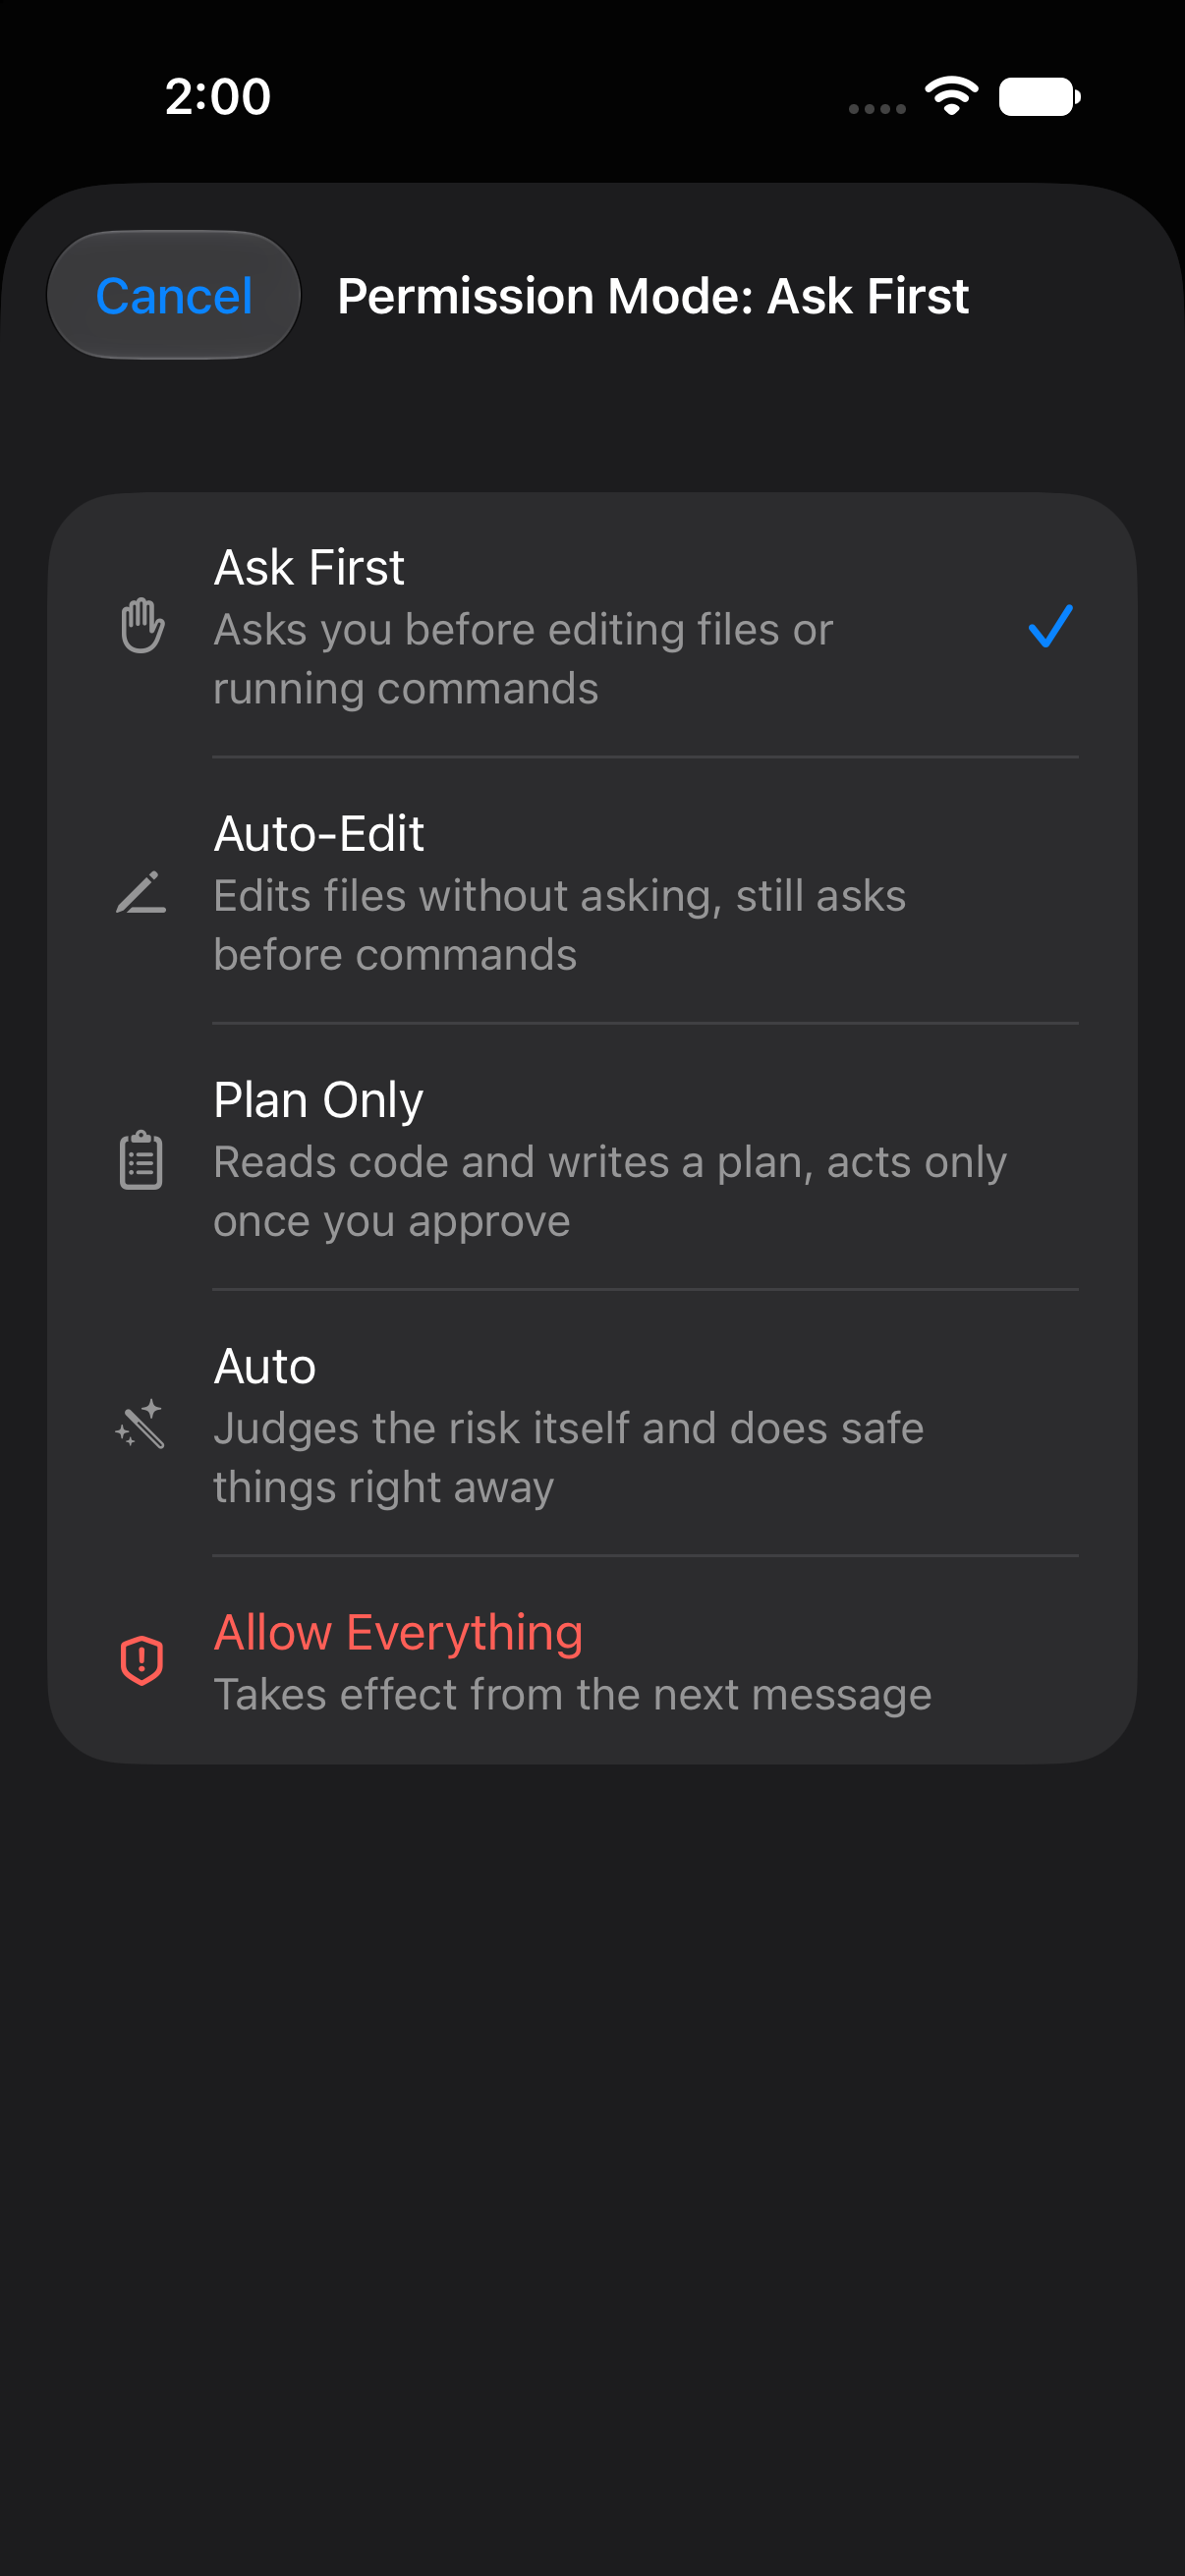 2:00
Cancel
Permission Mode: Ask First
Ask First
Asks you before editing files or
running commands
Auto-Edit
Edits files without asking, still asks
before commands
Plan Only
Reads code and writes a plan, acts only
once you approve
Auto
Judges the risk itself and does safe
things right away
Allow Everything
Takes effect from the next message